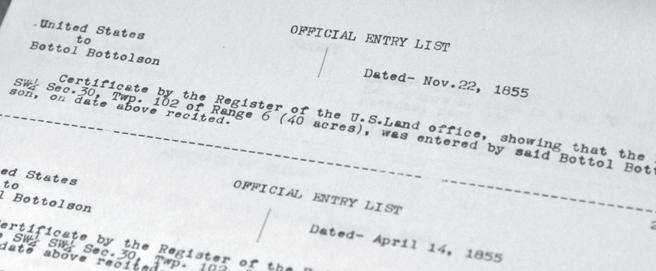 United States
to
Bottol Bottolson
OFFICIAL ENTRY LIST
Dated- Nov.22, 1855
Certificate by the Register of the U.S.Land office, showing that the
SW¼ Sec.30, Twp. 102 of Range 6 (40 acres), was entered by said Bottol Bott
son, on date above recited.
ed States
to
l Bottolson
OFFICIAL ENTRY LIST
Dated- April 14, 1855
ertificate by the Register of the
SW¼ SW¼ Sec.30, Twp. 102
date above recited.